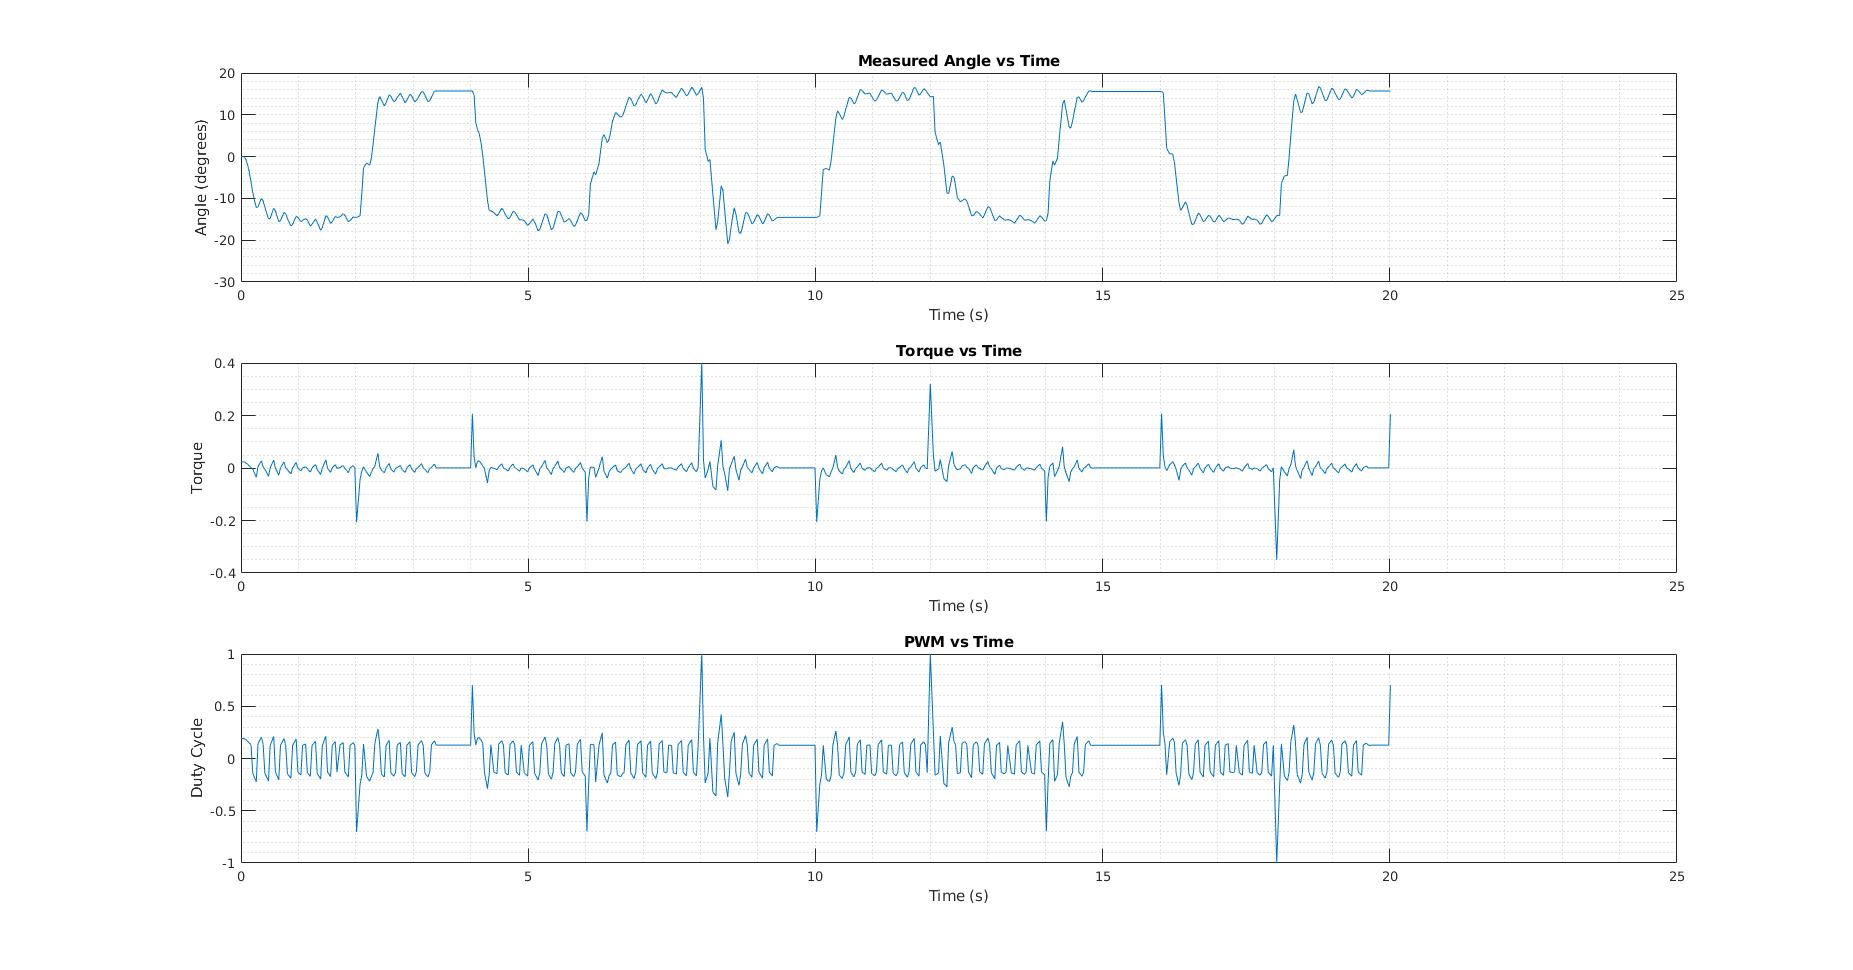 Measured Angle vs Time
20
10
0
-10
-20
-30
Angle (degrees)
0 5 10 15 20 25
Time (s)
Torque vs Time
0.4
0.2
0
-0.2
-0.4
Torque
0 5 10 15 20 25
Time (s)
PWM vs Time
1
0.5
0
-0.5
-1
Duty Cycle
0 5 10 15 20 25
Time (s)